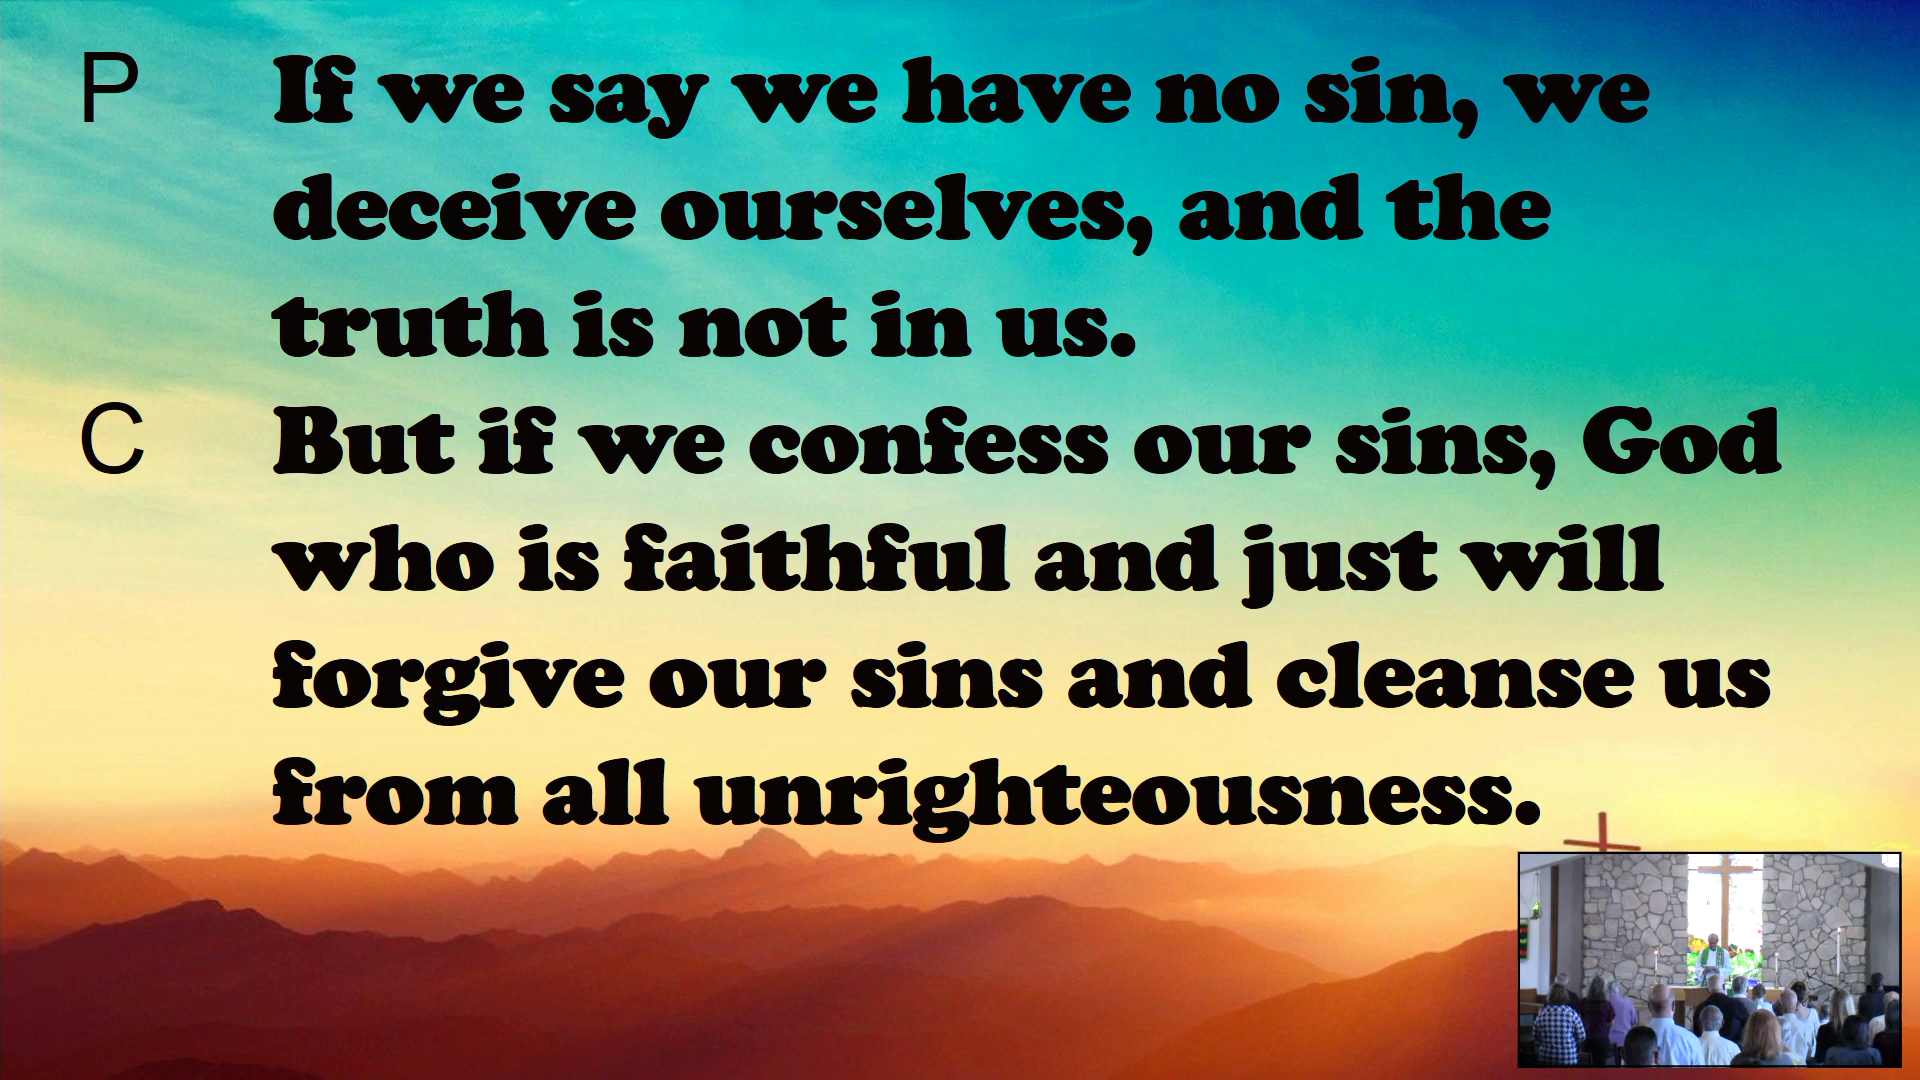 P If we say we have no sin, we
deceive ourselves, and the
truth is not in us.
C But if we confess our sins, God
who is faithful and just will
forgive our sins and cleanse us
from all unrighteousness.